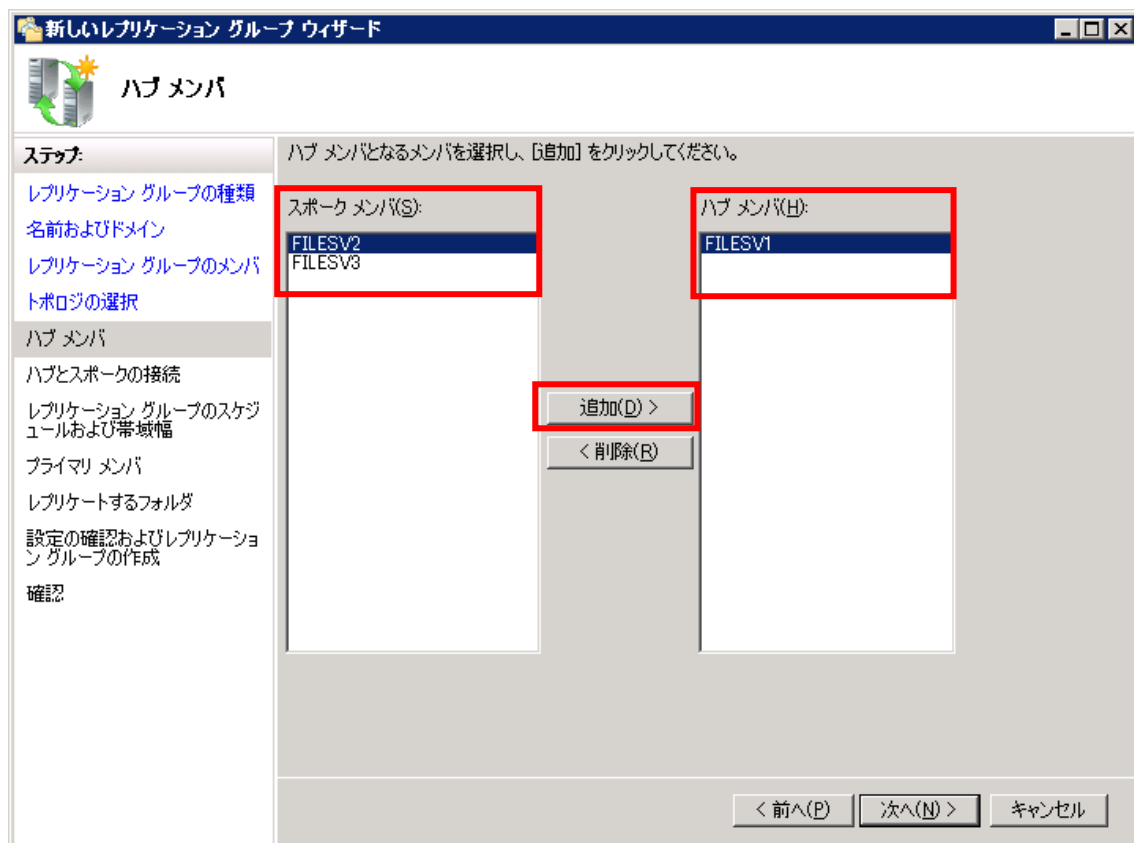 新しいレプリケーション グループ ウィザード
ハブ メンバ
ステップ:
レプリケーション グループの種類
名前およびドメイン
レプリケーション グループのメンバ
トポロジの選択
ハブ メンバ
ハブとスポークの接続
レプリケーション グループのスケジ
ュールおよび帯域幅
プライマリ メンバ
レプリケートするフォルダ
設定の確認およびレプリケーショ
ン グループの作成
確認
ハブ メンバとなるメンバを選択し、[追加] をクリックしてください。
スポーク メンバ(S):
FILESV2
FILESV3
追加(D) >
< 削除(R)
ハブ メンバ(H):
FILESV1
< 前へ(P)
次へ(N) >
キャンセル